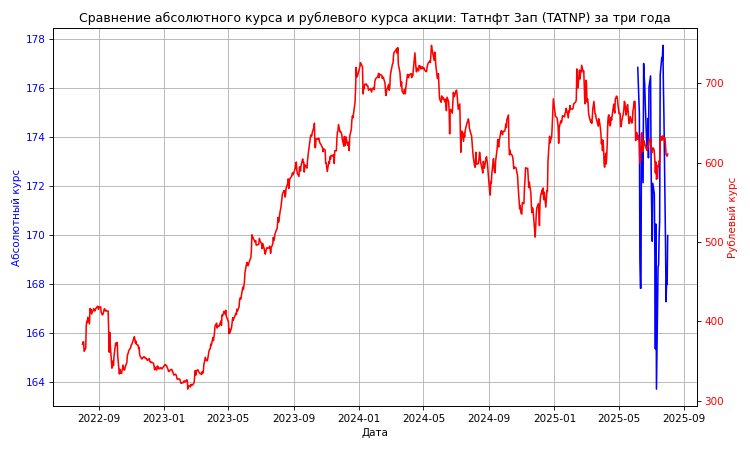 Сравнение абсолютного курса и рублевого курса акции: Татнфт 3ап (TATNP) за три года
178
176
174
172
170
168
166
164
Абсолютный курс
700
600
500
400
300
Рублевый курс
2022-09 2023-01 2023-05 2023-09 2024-01 2024-05 2024-09 2025-01 2025-05 2025-09
Дата